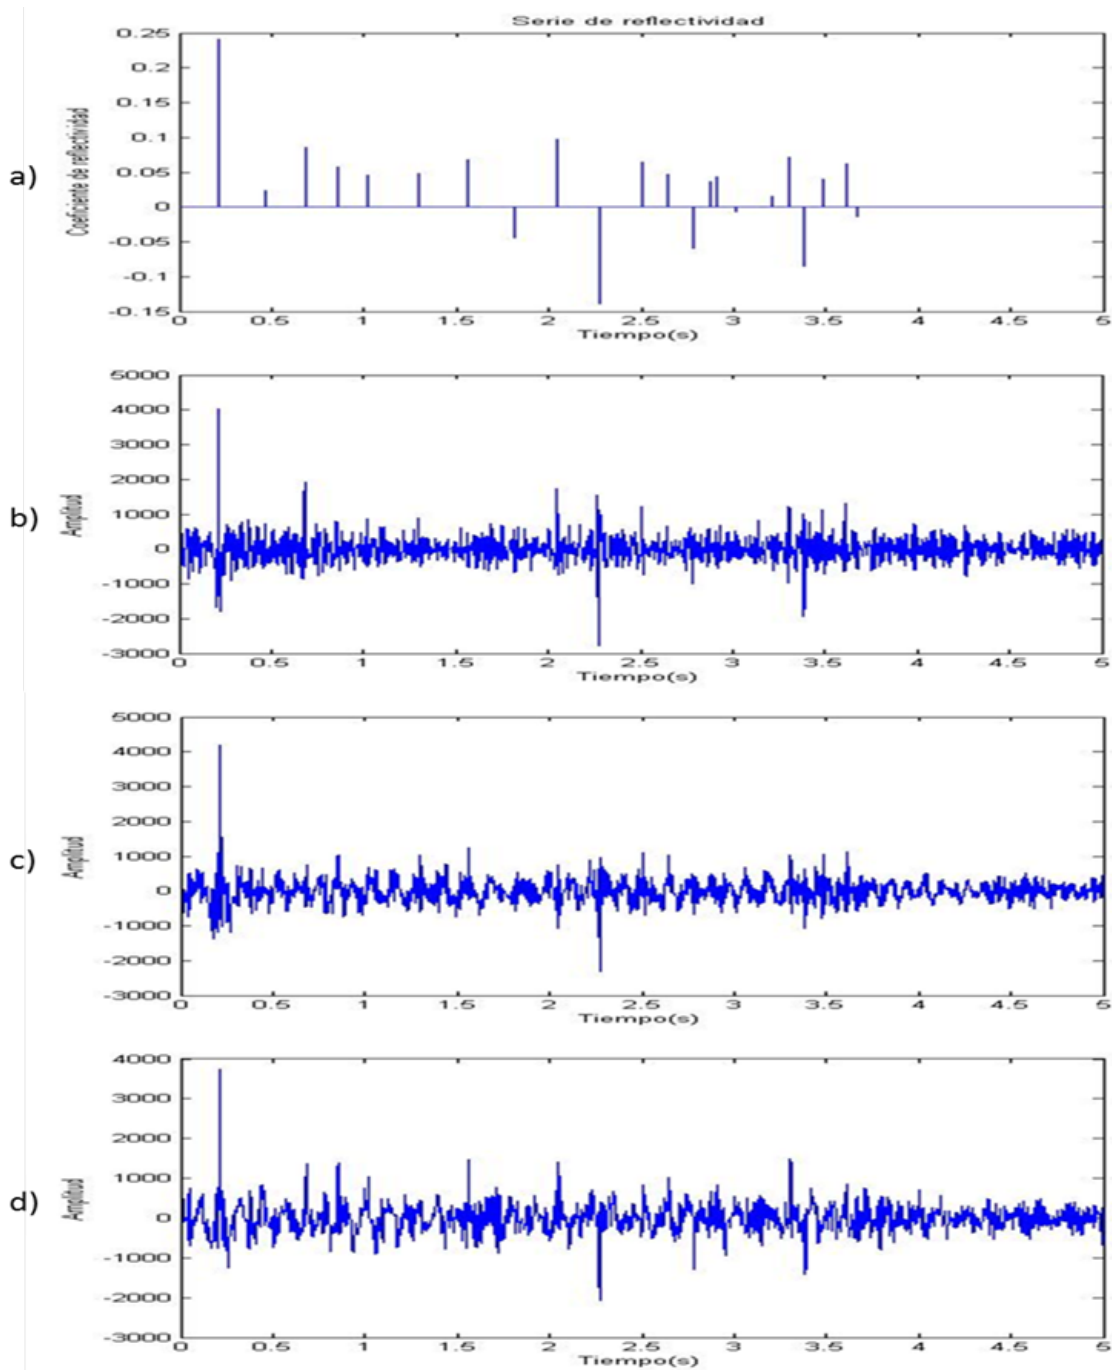 Serie de reflectividad
a)
Coeficiente de reflectividad
0.25
0.2
0.15
0.1
0.05
0
-0.05
-0.1
-0.15
0 0.5 1 1.5 2 2.5 3 3.5 4 4.5 5
Tiempo(s)
b)
Amplitud
5000
4000
3000
2000
1000
0
-1000
-2000
-3000
0 0.5 1 1.5 2 2.5 3 3.5 4 4.5 5
Tiempo(s)
c)
Amplitud
5000
4000
3000
2000
1000
0
-1000
-2000
-3000
0 0.5 1 1.5 2 2.5 3 3.5 4 4.5 5
Tiempo(s)
d)
Amplitud
4000
3000
2000
1000
0
-1000
-2000
-3000
0 0.5 1 1.5 2 2.5 3 3.5 4 4.5 5
Tiempo(s)